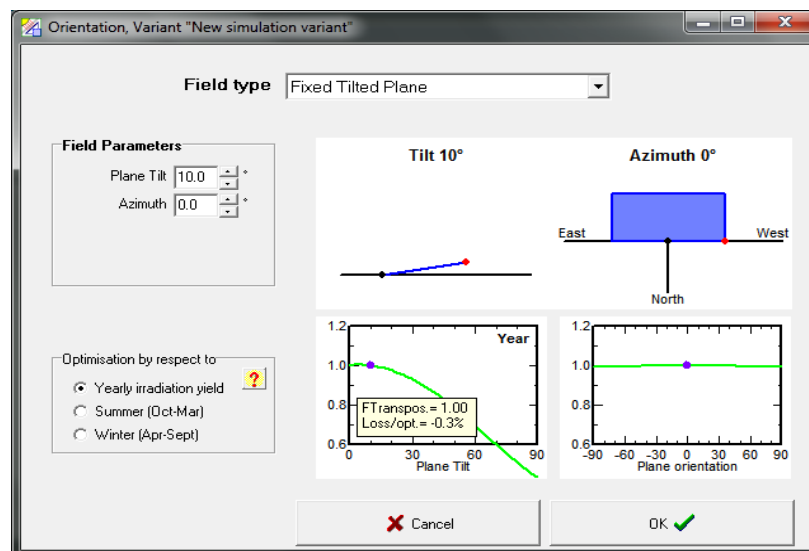 Orientation, Variant "New simulation variant"
Field type
Fixed Tilted Plane
Field Parameters
Plane Tilt 10.0 °
Azimuth 0.0 °
Tilt 10°
Azimuth 0°
East
West
North
Optimisation by respect to
Yearly irradiation yield
?
Summer (Oct-Mar)
Winter (Apr-Sept)
1.2
1.0
0.8
0.6
Year
FTranspos.= 1.00
Loss/opt.= -0.3%
0 30 60 90
Plane Tilt
1.2
1.0
0.8
0.6
-90 -60 -30 0 30 60 90
Plane orientation
Cancel
OK